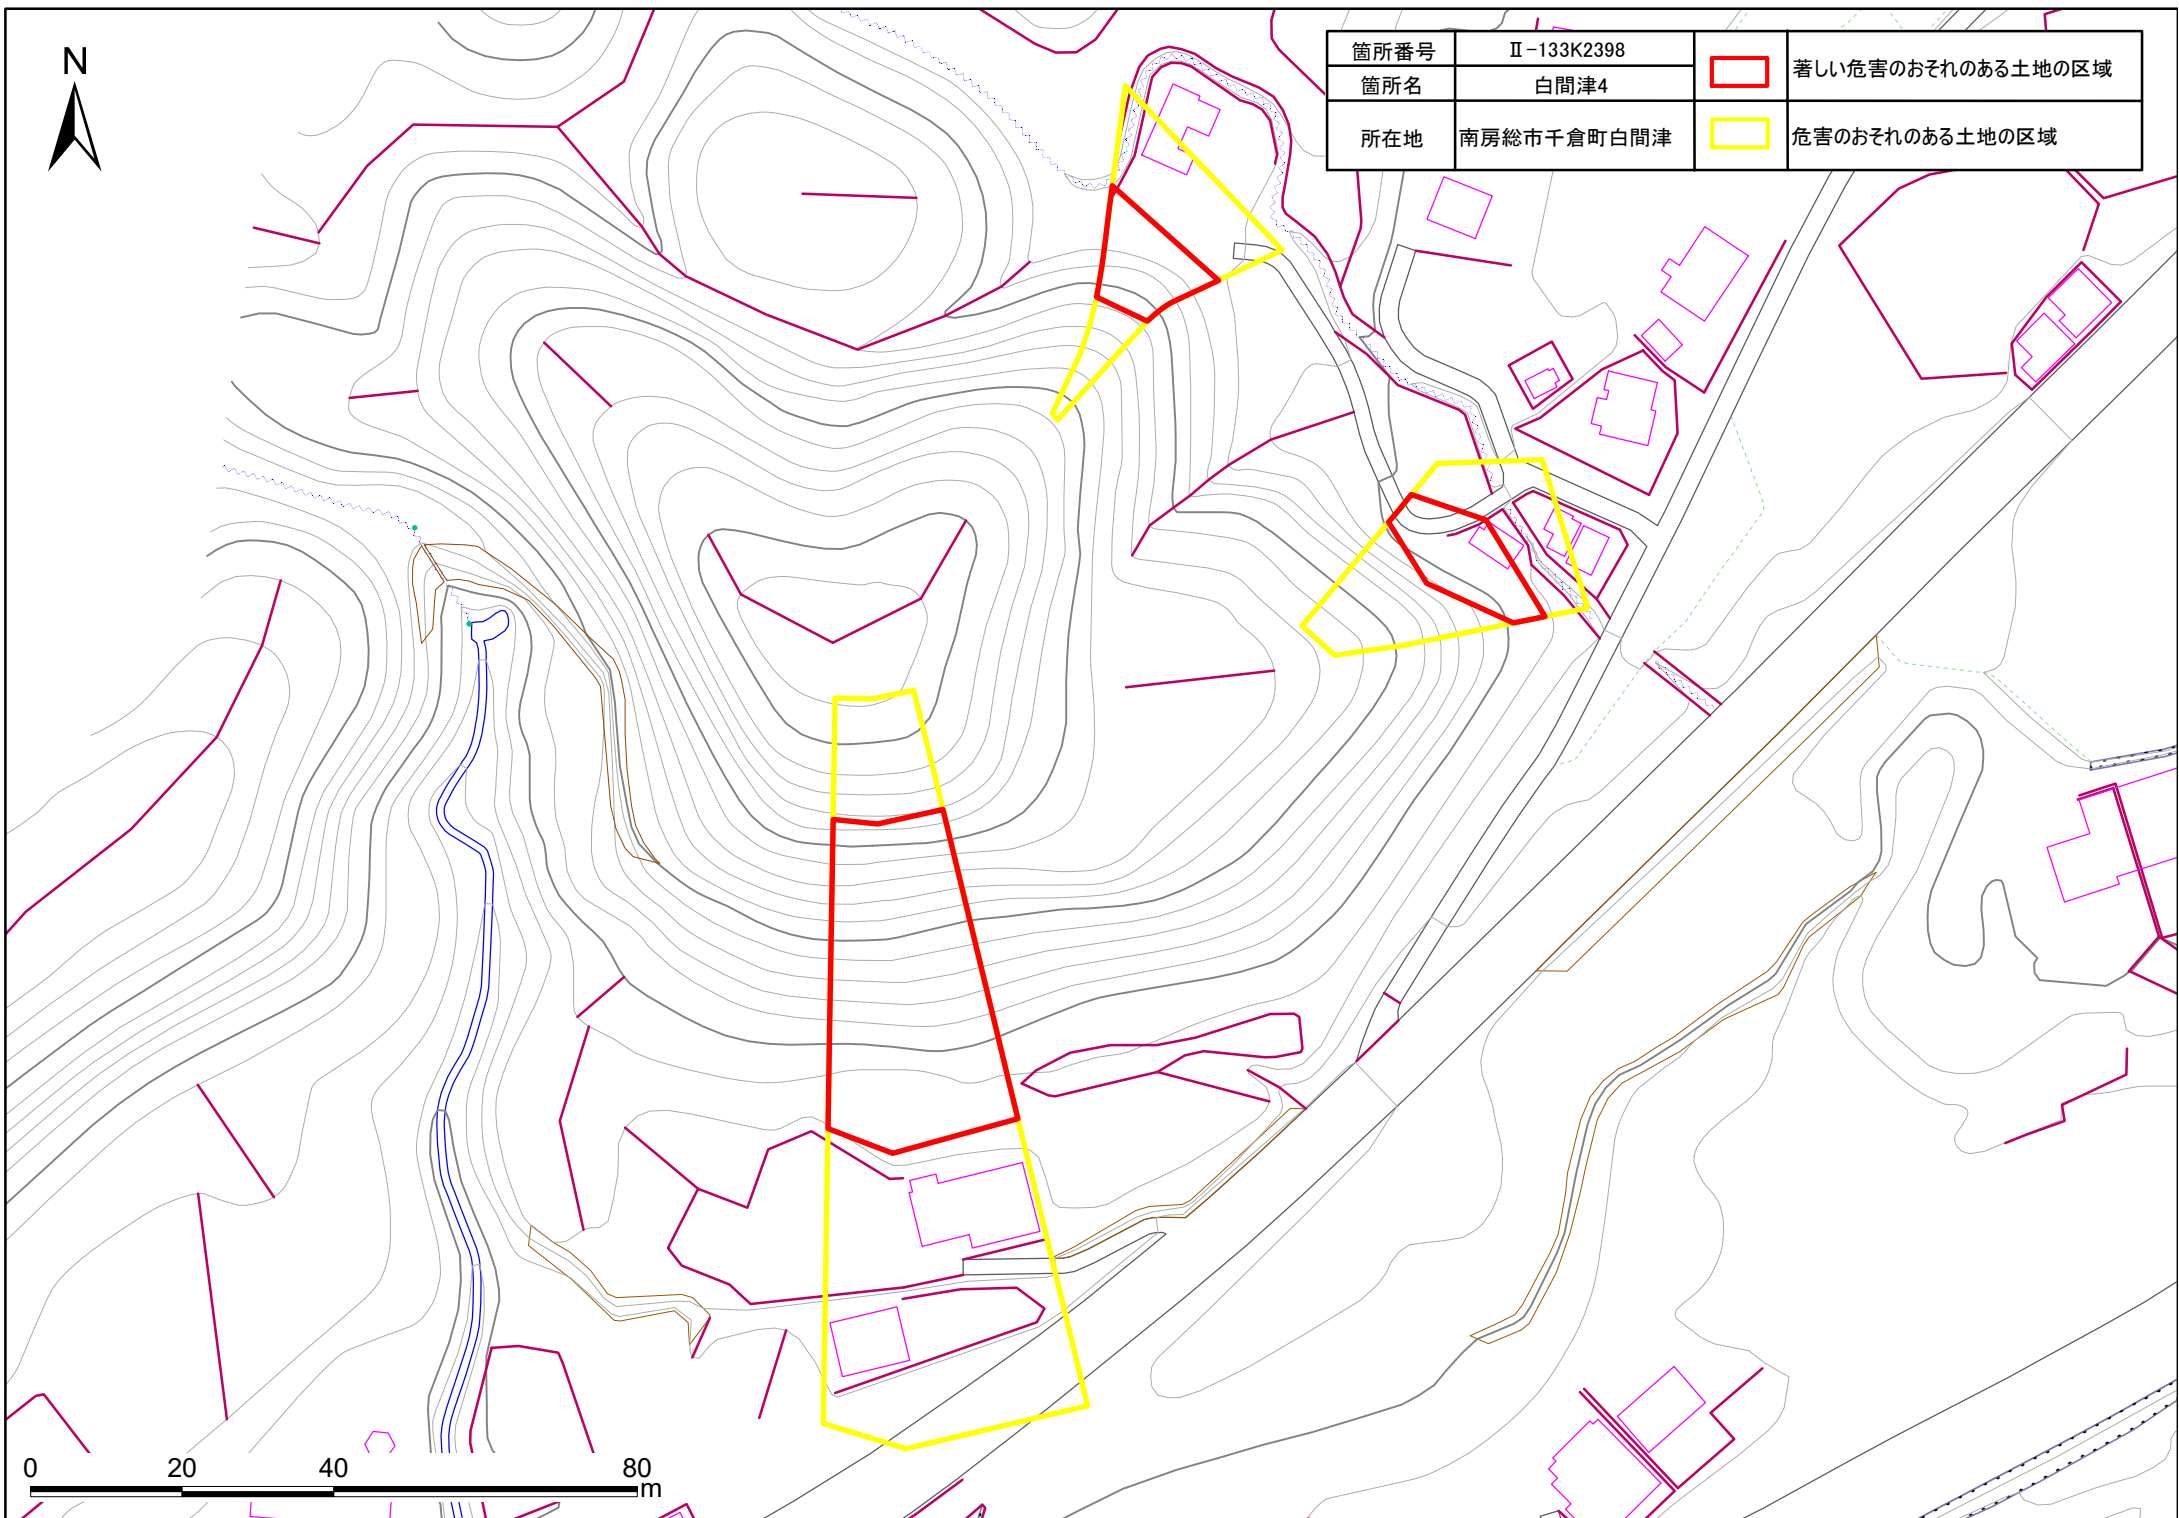 N
箇所番号 Ⅱ-133K2398 著しい危害のおそれのある土地の区域
箇所名 白間津4
所在地 南房総市千倉町白間津 危害のおそれのある土地の区域
0 20 40 80
m